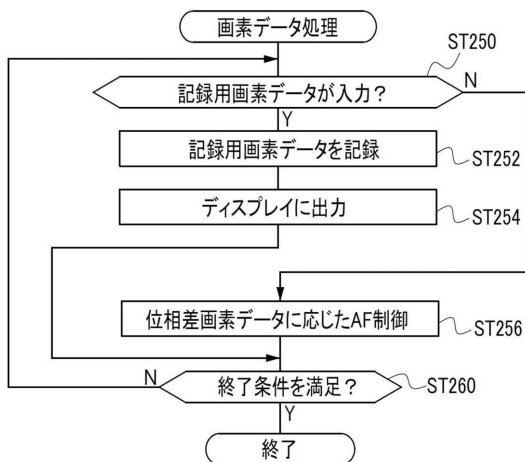 画素データ処理
ST250
記録用画素データが入力？
N
Y
記録用画素データを記録
ST252
ディスプレイに出力
ST254
位相差画素データに応じたAF制御
ST256
N
終了条件を満足？
ST260
Y
終了